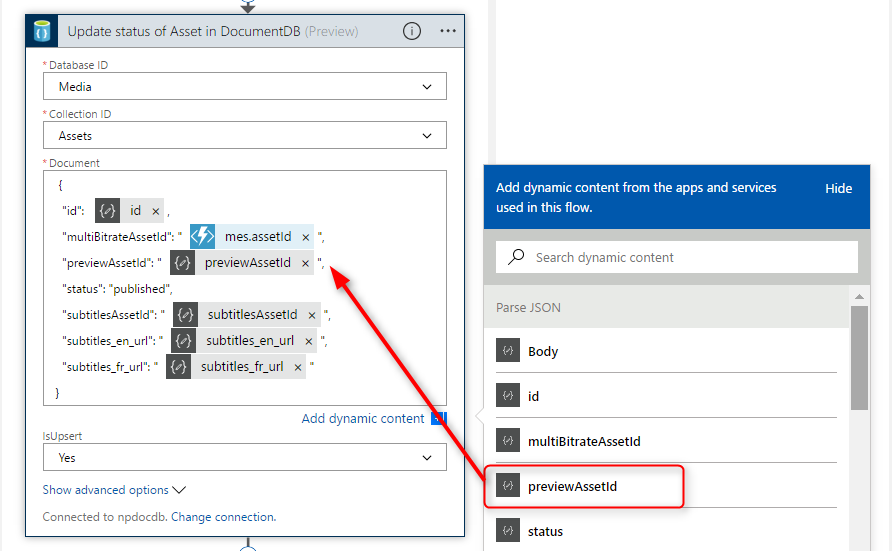 Update status of Asset in DocumentDB (Preview)
* Database ID
Media
* Collection ID
Assets
* Document
{
"id": id × ,
"multiBitrateAssetId": " mes.assetId × ",
"previewAssetId": " previewAssetId × ",
"status": "published",
"subtitlesAssetId": " subtitlesAssetId × ",
"subtitles_en_url": " subtitles_en_url × ",
"subtitles_fr_url": " subtitles_fr_url × "
}
Add dynamic content
IsUpsert
Yes
Show advanced options
Connected to npdocdb. Change connection.
Add dynamic content from the apps and services
used in this flow.
Hide
Search dynamic content
Parse JSON
Body
id
multiBitrateAssetId
previewAssetId
status